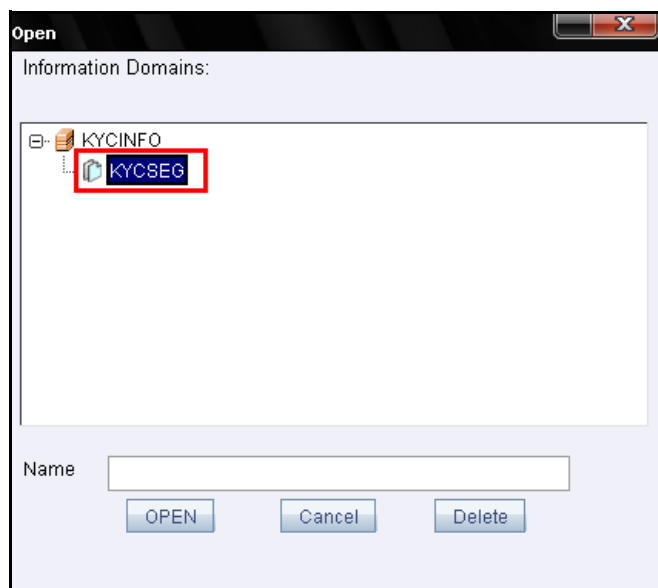 Open
Information Domains:
KYCINFO
KYCSEG
Name
OPEN Cancel Delete